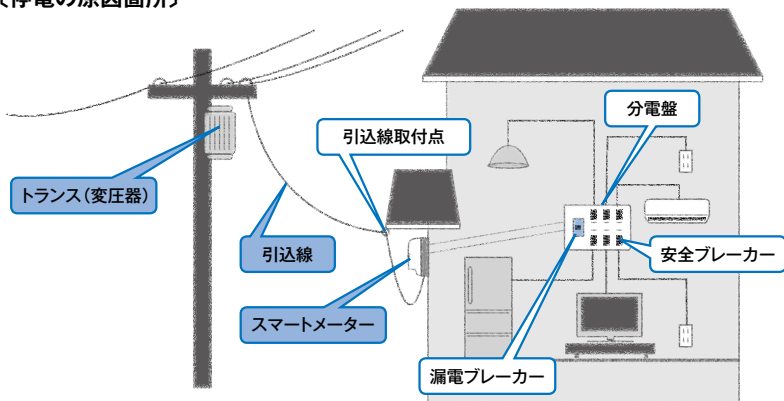 〈停電の原因箇所〉
分電盤
引込線取付点
トランス（変圧器）
引込線
安全ブレーカー
スマートメーター
漏電ブレーカー